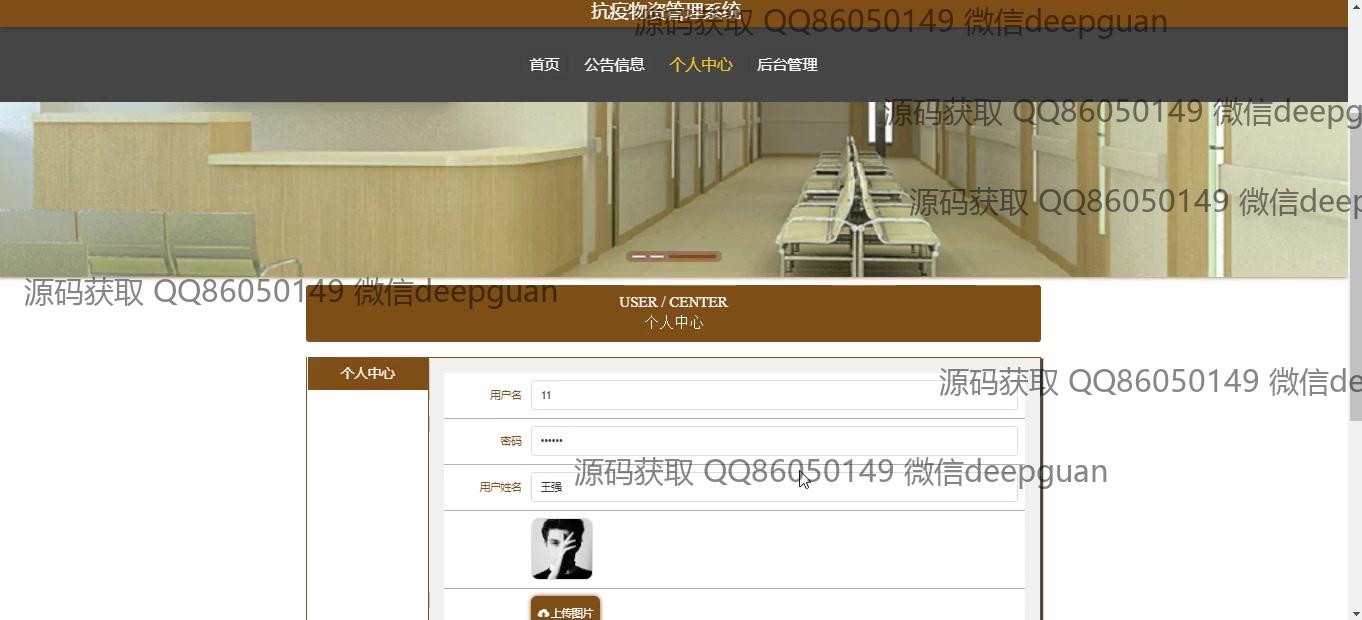 抗疫物资管理系统
源码获取 QQ86050149 微信deepguan
首页 公告信息 个人中心 后台管理
源码获取 QQ86050149 微信deepg
源码获取 QQ86050149 微信deep
源码获取 QQ86050149 微信deepguan
USER / CENTER
个人中心
个人中心
源码获取 QQ86050149 微信de
用户名 11
密码 ••••••
源码获取 QQ86050149 微信deepguan
用户姓名 王强
上传图片